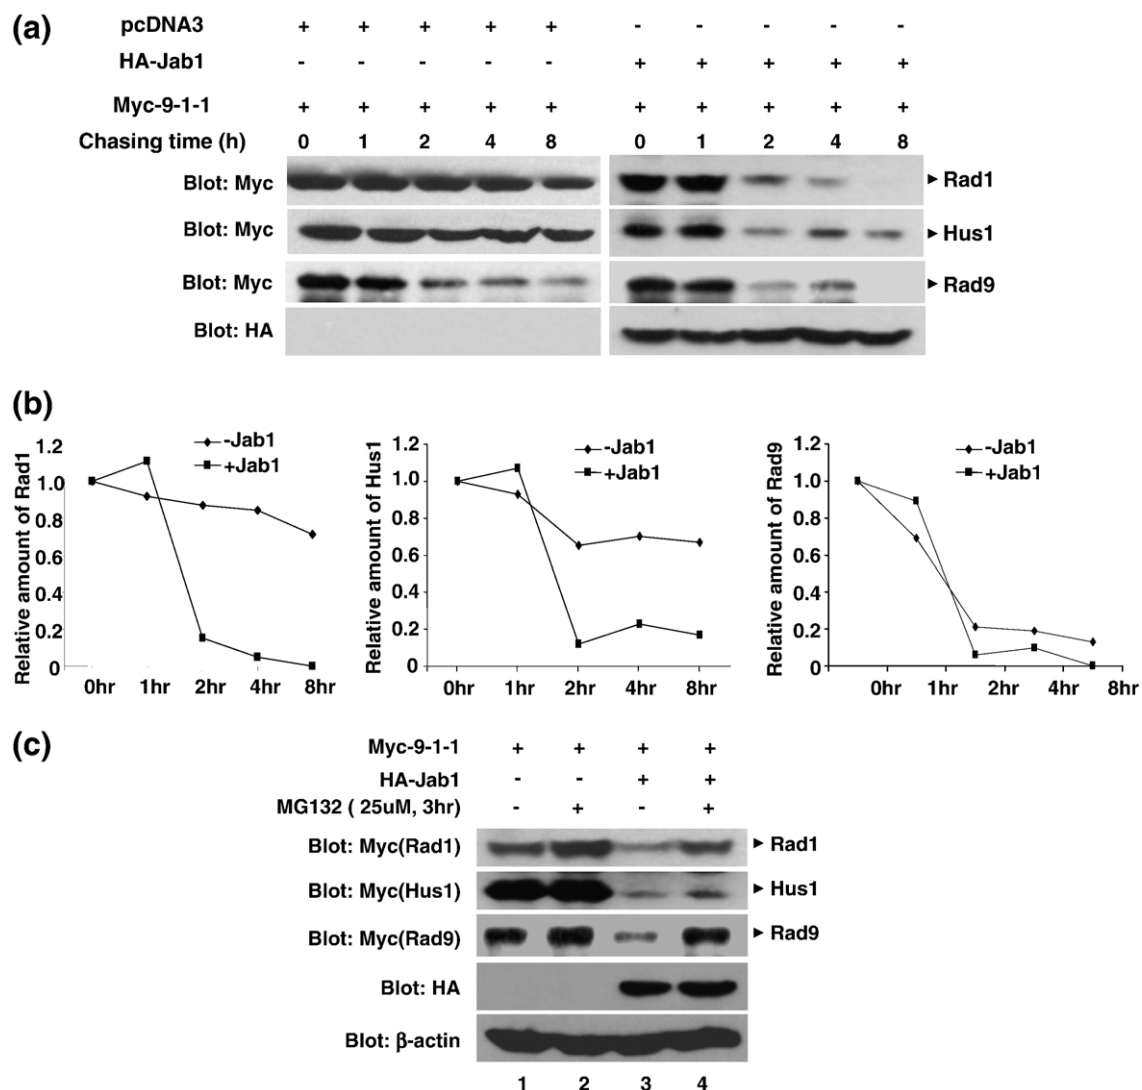 (a)
pcDNA3 + + + + + - - - - -
HA-Jab1 - - - - - + + + + +
Myc-9-1-1 + + + + + + + + + +
Chasing time (h) 0 1 2 4 8 0 1 2 4 8
Blot: Myc ► Rad1
Blot: Myc ► Hus1
Blot: Myc ► Rad9
Blot: HA
(b)
Relative amount of Rad1
1.2
1.0
0.8
0.6
0.4
0.2
0
-Jab1
+Jab1
0hr 1hr 2hr 4hr 8hr
Relative amount of Hus1
1.2
1.0
0.8
0.6
0.4
0.2
0
-Jab1
+Jab1
0hr 1hr 2hr 4hr 8hr
Relative amount of Rad9
1.2
1.0
0.8
0.6
0.4
0.2
0
-Jab1
+Jab1
0hr 1hr 2hr 4hr 8hr
(c)
Myc-9-1-1 + + + +
HA-Jab1 - - + +
MG132 ( 25uM, 3hr) - + - +
Blot: Myc(Rad1) ► Rad1
Blot: Myc(Hus1) ► Hus1
Blot: Myc(Rad9) ► Rad9
Blot: HA
Blot: β-actin
1 2 3 4